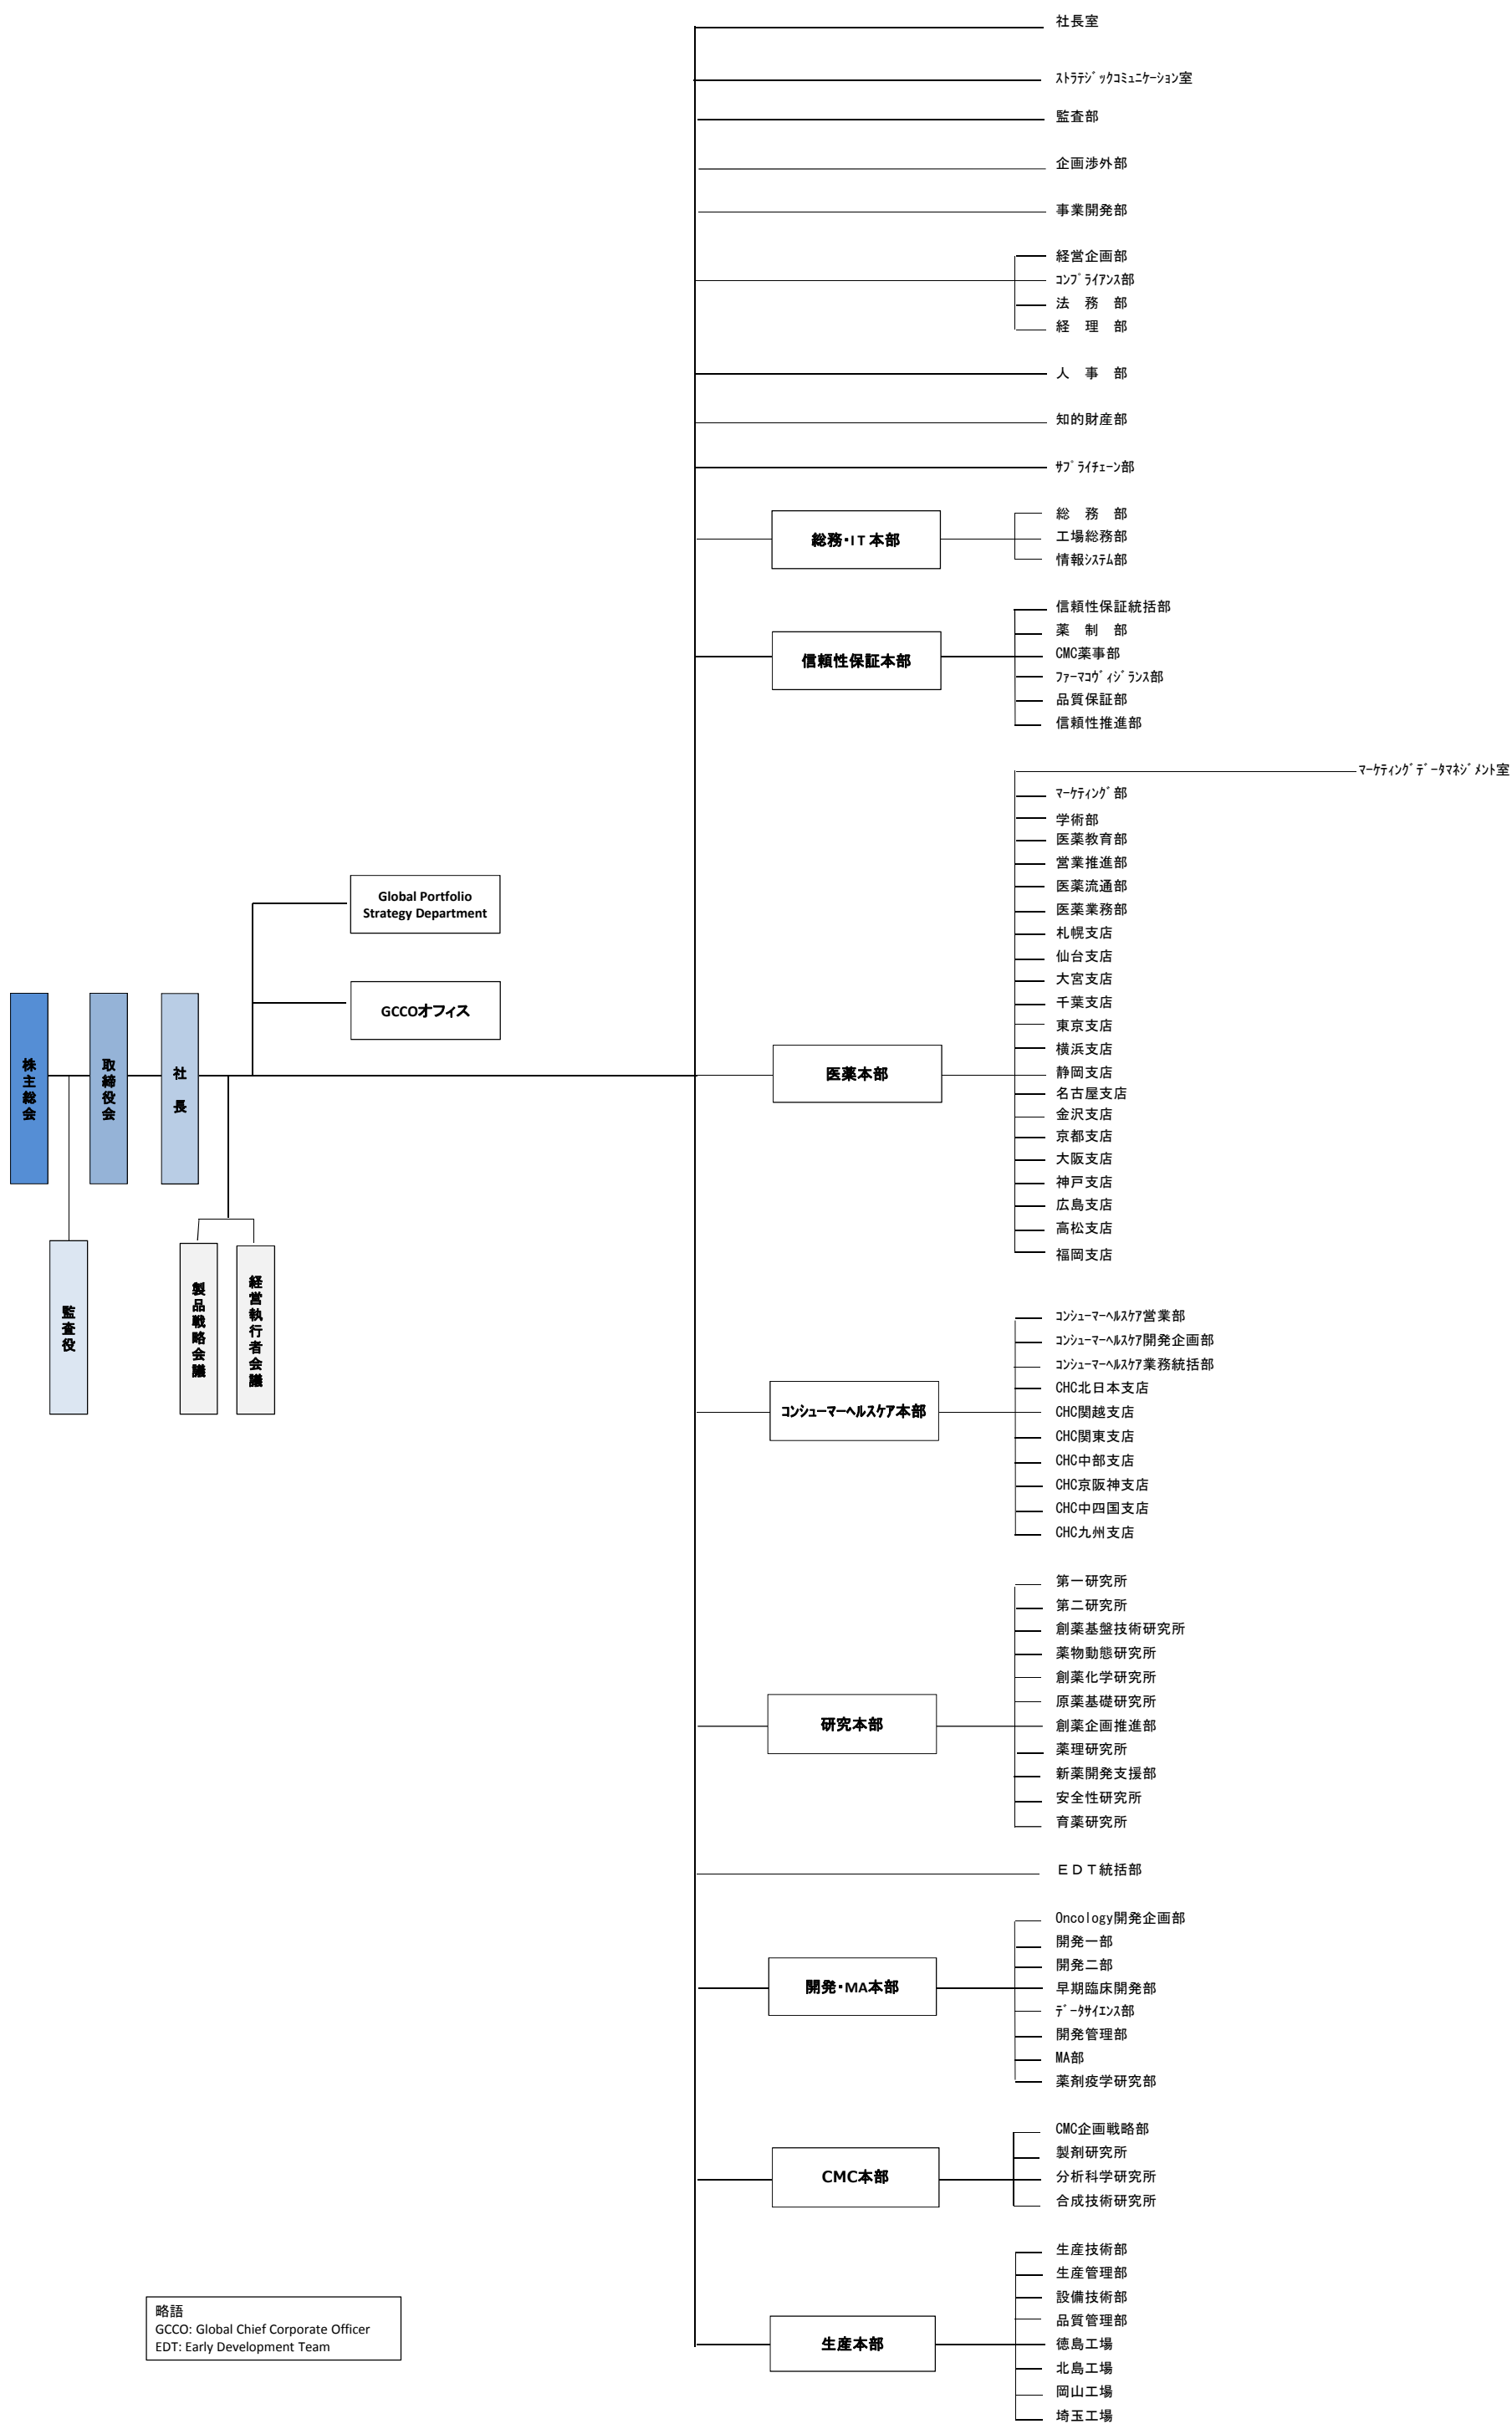 社長室
ｽﾄﾗﾃｼﾞｯｸｺﾐｭﾆｹｰｼｮﾝ室
監査部
企画渉外部
事業開発部
経営企画部
ｺﾝﾌﾟﾗｲｱﾝｽ部
法　務　部
経　理　部
人　事　部
知的財産部
ｻﾌﾟﾗｲﾁｪｰﾝ部
総務・IT本部
総　務　部
工場総務部
情報ｼｽﾃﾑ部
信頼性保証本部
信頼性保証統括部
薬　制　部
CMC薬事部
ﾌｧｰﾏｺｳﾞｨｼﾞﾗﾝｽ部
品質保証部
信頼性推進部
ﾏｰｹﾃｨﾝｸﾞﾃﾞｰﾀﾏﾈｼﾞﾒﾝﾄ室
ﾏｰｹﾃｨﾝｸﾞ部
学術部
医薬教育部
営業推進部
医薬流通部
医薬業務部
札幌支店
仙台支店
大宮支店
千葉支店
東京支店
横浜支店
静岡支店
名古屋支店
金沢支店
京都支店
大阪支店
神戸支店
広島支店
高松支店
福岡支店
医薬本部
Global Portfolio
Strategy Department
GCCOオフィス
株主総会
取締役会
社　長
監査役
製品戦略会議
経営執行者会議
コンシューマーヘルスケア本部
ｺﾝｼｭｰﾏｰﾍﾙｽｹｱ営業部
ｺﾝｼｭｰﾏｰﾍﾙｽｹｱ開発企画部
ｺﾝｼｭｰﾏｰﾍﾙｽｹｱ業務統括部
CHC北日本支店
CHC関越支店
CHC関東支店
CHC中部支店
CHC京阪神支店
CHC中四国支店
CHC九州支店
研究本部
第一研究所
第二研究所
創薬基盤技術研究所
薬物動態研究所
創薬化学研究所
原薬基礎研究所
創薬企画推進部
薬理研究所
新薬開発支援部
安全性研究所
育薬研究所
ＥＤＴ統括部
開発・MA本部
Oncology開発企画部
開発一部
開発二部
早期臨床開発部
ﾃﾞｰﾀｻｲｴﾝｽ部
開発管理部
MA部
薬剤疫学研究部
CMC本部
CMC企画戦略部
製剤研究所
分析科学研究所
合成技術研究所
生産本部
生産技術部
生産管理部
設備技術部
品質管理部
徳島工場
北島工場
岡山工場
埼玉工場
略語
GCCO: Global Chief Corporate Officer
EDT: Early Development Team